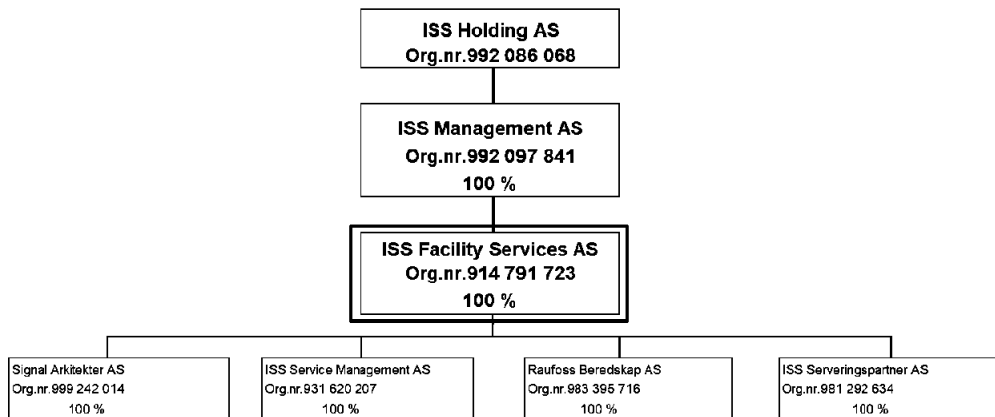 ISS Holding AS
Org.nr.992 086 068
ISS Management AS
Org.nr.992 097 841
100 %
ISS Facility Services AS
Org.nr.914 791 723
100 %
Signal Arkitekter AS
Org.nr.999 242 014
100 %
ISS Service Management AS
Org.nr.931 620 207
100 %
Raufoss Beredskap AS
Org.nr.983 395 716
100 %
ISS Serveringspartner AS
Org.nr.981 292 634
100 %